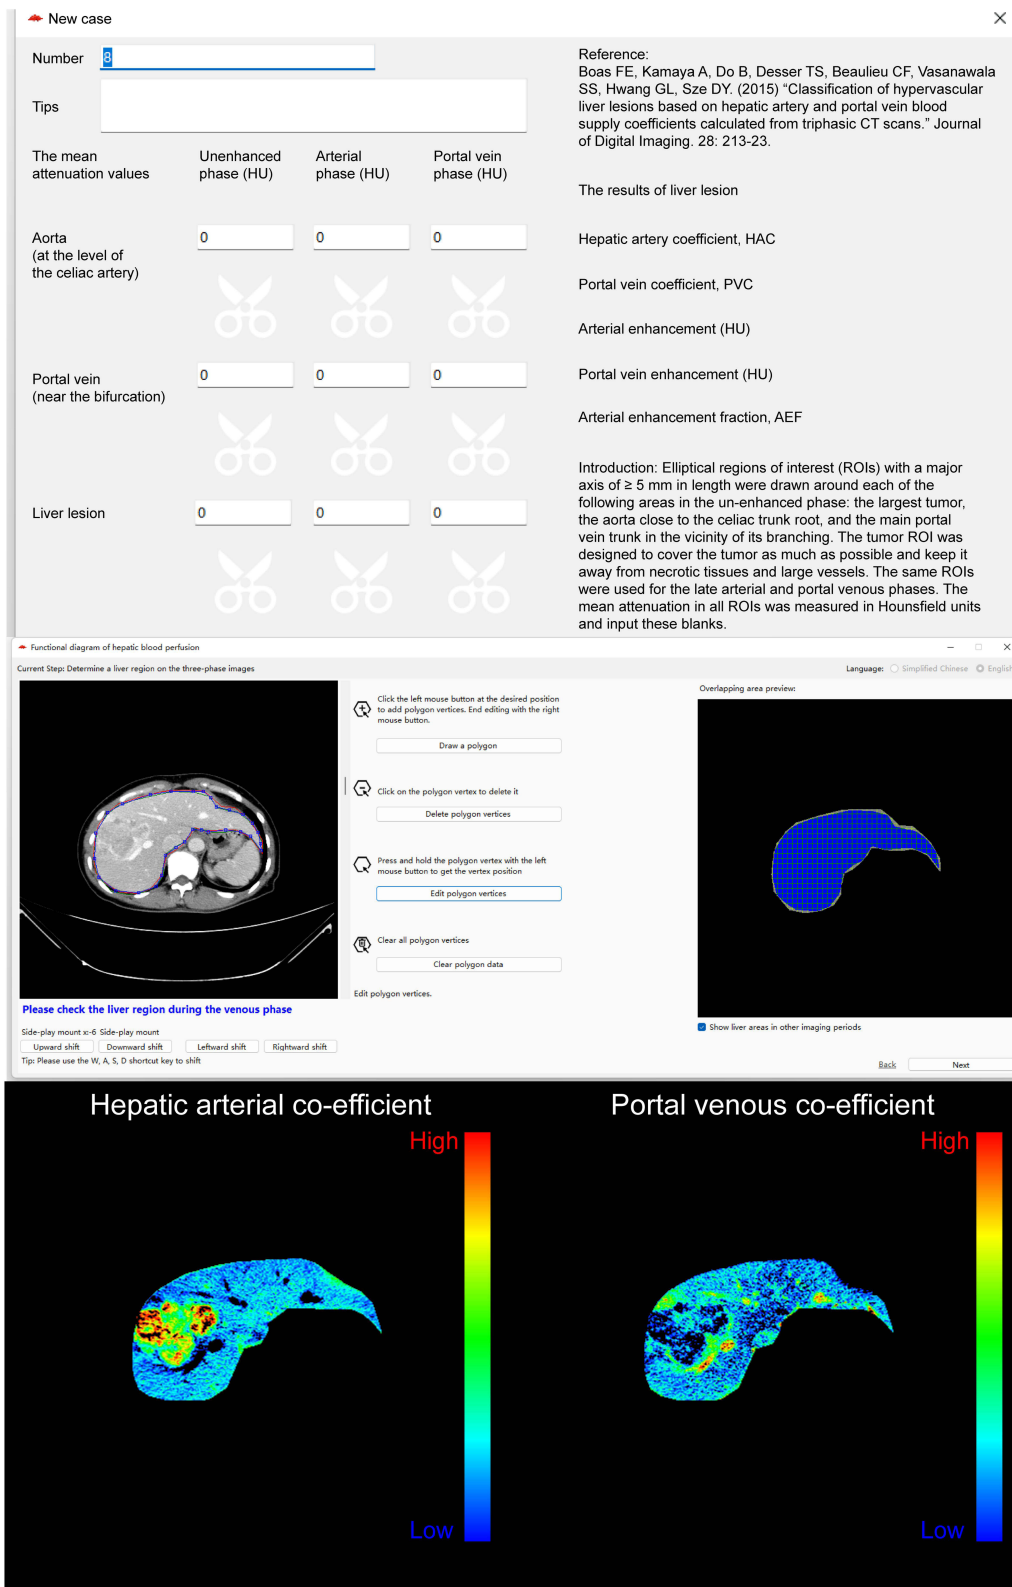 New case
Number 8
Tips
The mean
attenuation values
Unenhanced
phase (HU)
Arterial
phase (HU)
Portal vein
phase (HU)
Aorta
(at the level of
the celiac artery)
0 0 0
Portal vein
(near the bifurcation)
0 0 0
Liver lesion
0 0 0
Reference:
Boas FE, Kamaya A, Do B, Desser TS, Beaulieu CF, Vasanawala
SS, Hwang GL, Sze DY. (2015) “Classification of hypervascular
liver lesions based on hepatic artery and portal vein blood
supply coefficients calculated from triphasic CT scans.” Journal
of Digital Imaging. 28: 213-23.
The results of liver lesion
Hepatic artery coefficient, HAC
Portal vein coefficient, PVC
Arterial enhancement (HU)
Portal vein enhancement (HU)
Arterial enhancement fraction, AEF
Introduction: Elliptical regions of interest (ROIs) with a major
axis of ≥ 5 mm in length were drawn around each of the
following areas in the un-enhanced phase: the largest tumor,
the aorta close to the celiac trunk root, and the main portal
vein trunk in the vicinity of its branching. The tumor ROI was
designed to cover the tumor as much as possible and keep it
away from necrotic tissues and large vessels. The same ROIs
were used for the late arterial and portal venous phases. The
mean attenuation in all ROIs was measured in Hounsfield units
and input these blanks.
Functional diagram of hepatic blood perfusion
Current Step: Determine a liver region on the three-phase images
Language: Simplified Chinese English
Click the left mouse button at the desired position
to add polygon vertices. End editing with the right
mouse button.
Draw a polygon
Click on the polygon vertex to delete it
Delete polygon vertices
Press and hold the polygon vertex with the left
mouse button to get the vertex position
Edit polygon vertices
Clear all polygon vertices
Clear polygon data
Edit polygon vertices.
Overlapping area preview:
Show liver areas in other imaging periods
Please check the liver region during the venous phase
Side-play mount x:-6 Side-play mount
Upward shift Downward shift Leftward shift Rightward shift
Tip: Please use the W, A, S, D shortcut key to shift
Back Next
Hepatic arterial co-efficient
High
Low
Portal venous co-efficient
High
Low